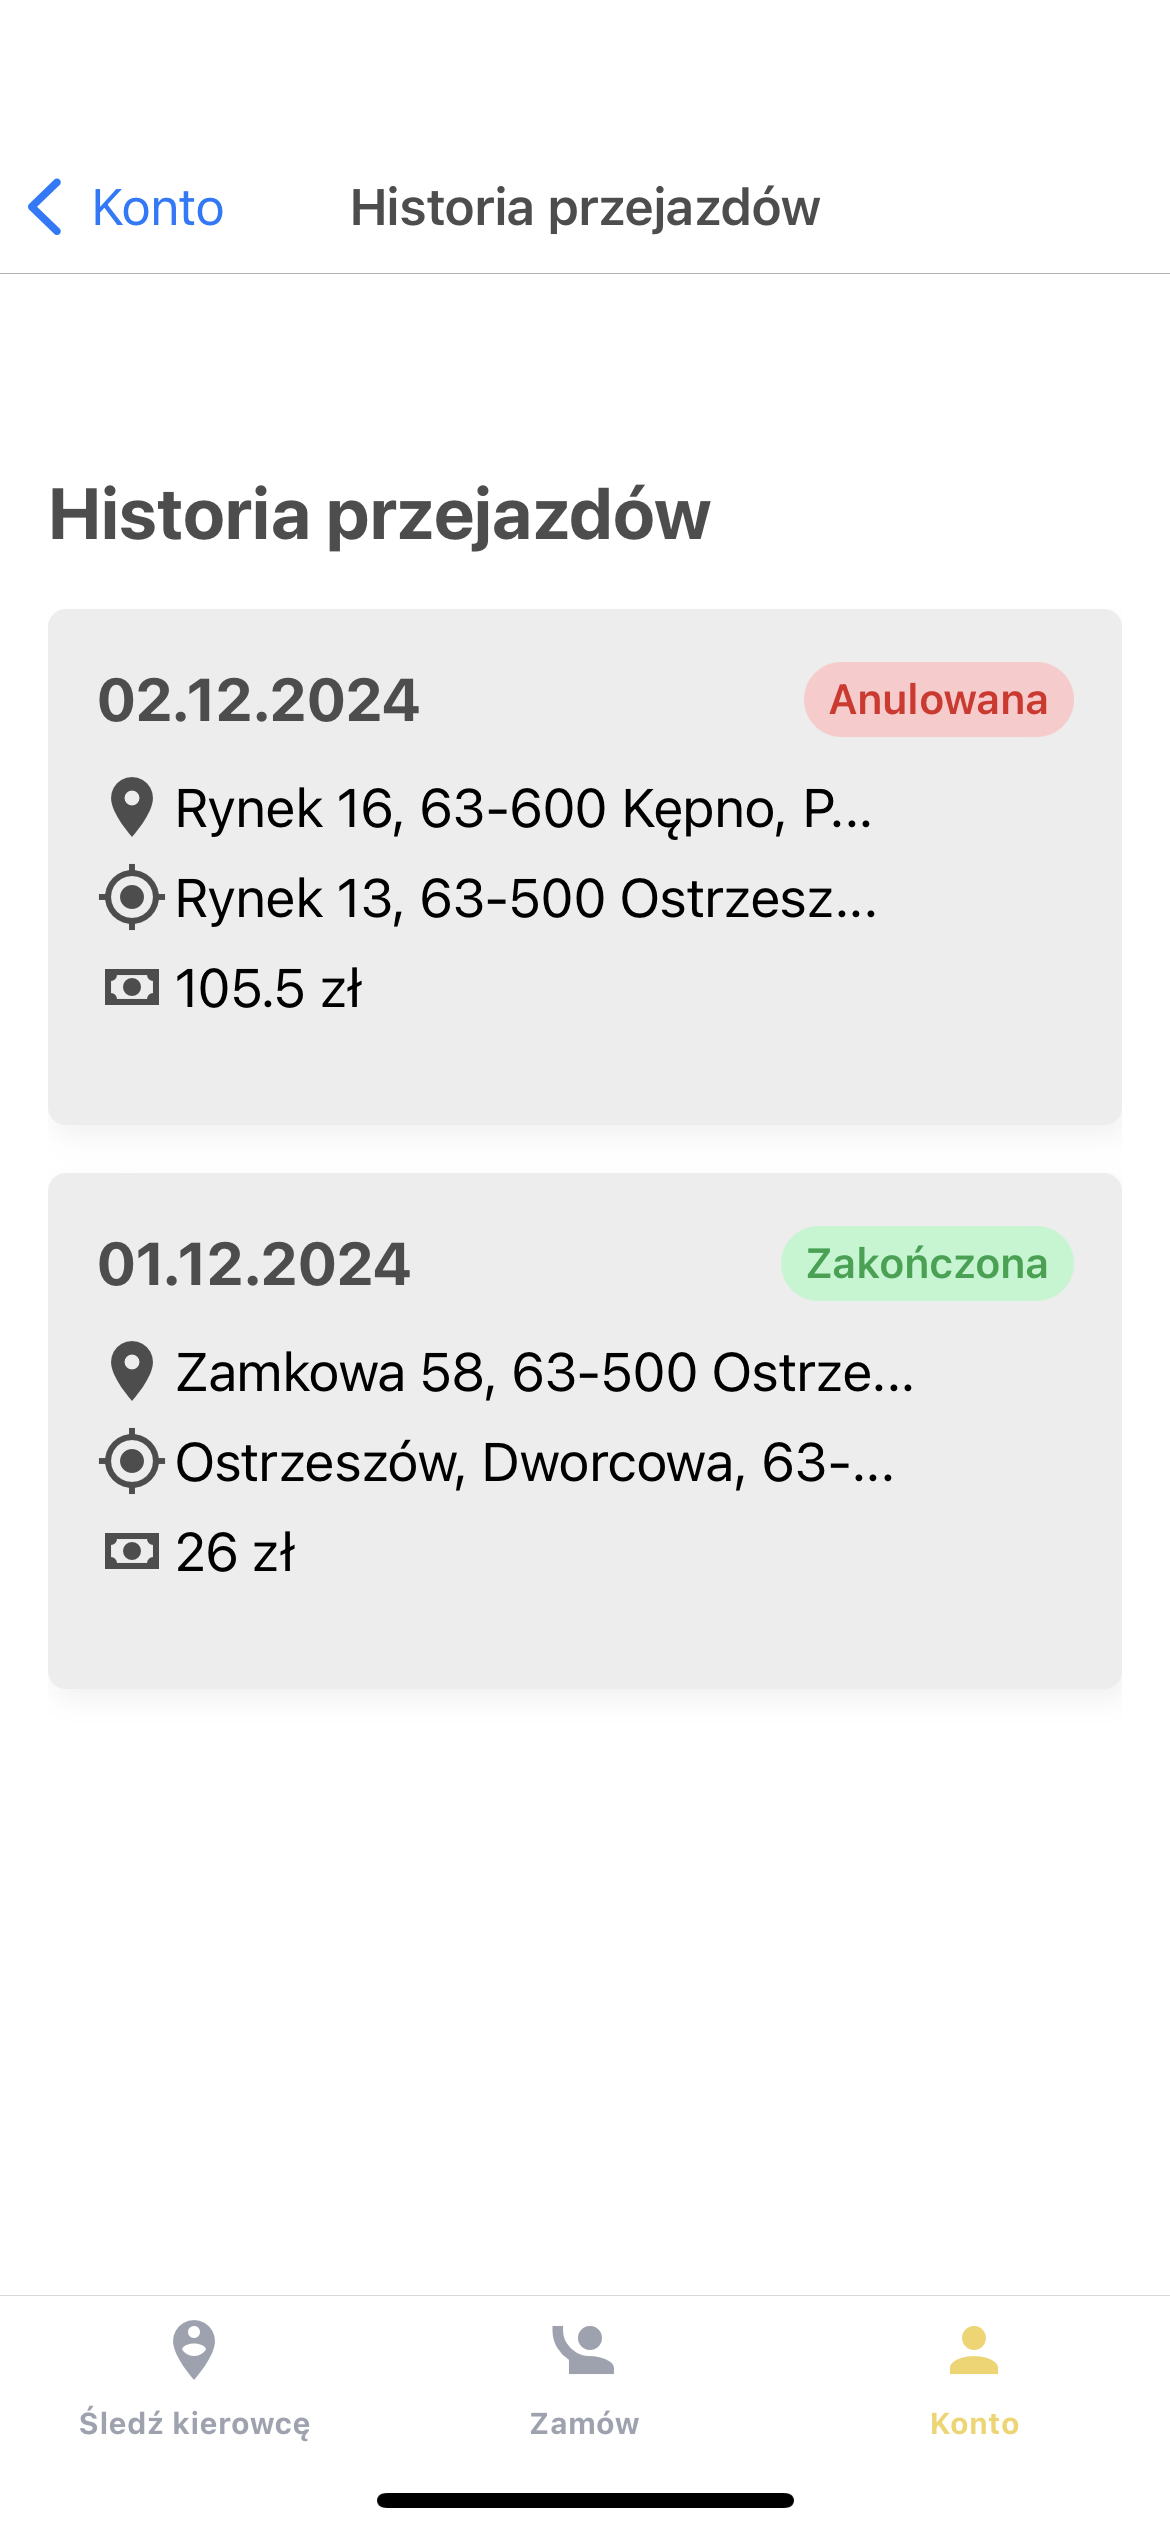 Konto
Historia przejazdów
Historia przejazdów
02.12.2024
Anulowana
Rynek 16, 63-600 Kępno, P...
Rynek 13, 63-500 Ostrzesz...
105.5 zł
01.12.2024
Zakończona
Zamkowa 58, 63-500 Ostrze...
Ostrzeszów, Dworcowa, 63-...
26 zł
Śledź kierowcę
Zamów
Konto